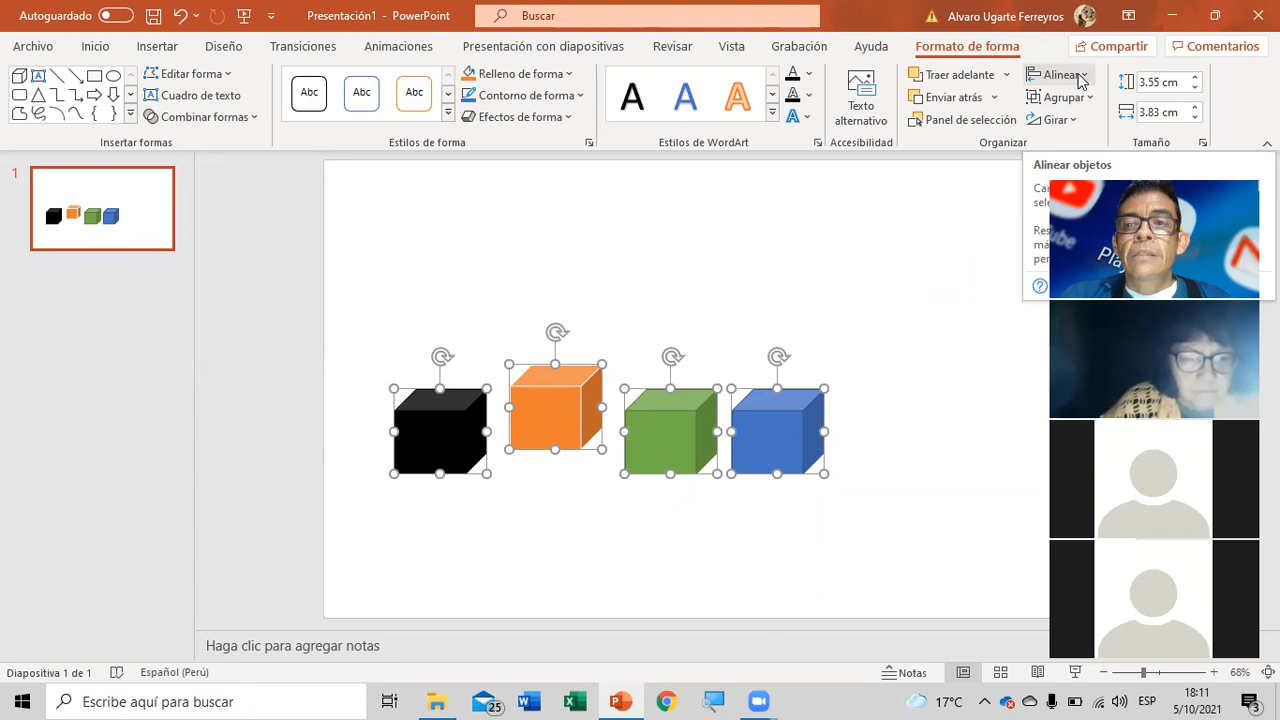 Autoguardado
Presentación1 - PowerPoint
Buscar
Alvaro Ugarte Ferreyros
Archivo Inicio Insertar Diseño Transiciones Animaciones Presentación con diapositivas Revisar Vista Grabación Ayuda Formato de forma Compartir Comentarios
Editar forma
Cuadro de texto
Combinar formas
Insertar formas
Abc Abc Abc
Relleno de forma
Contorno de forma
Efectos de forma
Estilos de forma
A A A
A
A
A
Estilos de WordArt
Texto
alternativo
Accesibilidad
Traer adelante
Enviar atrás
Panel de selección
Alinear
Agrupar
Girar
Organizar
3.55 cm
3.83 cm
Tamaño
Alinear objetos
1
Haga clic para agregar notas
Diapositiva 1 de 1
Español (Perú)
Notas
68%
Escribe aquí para buscar
25
17°C
ESP
18:11
5/10/2021
3